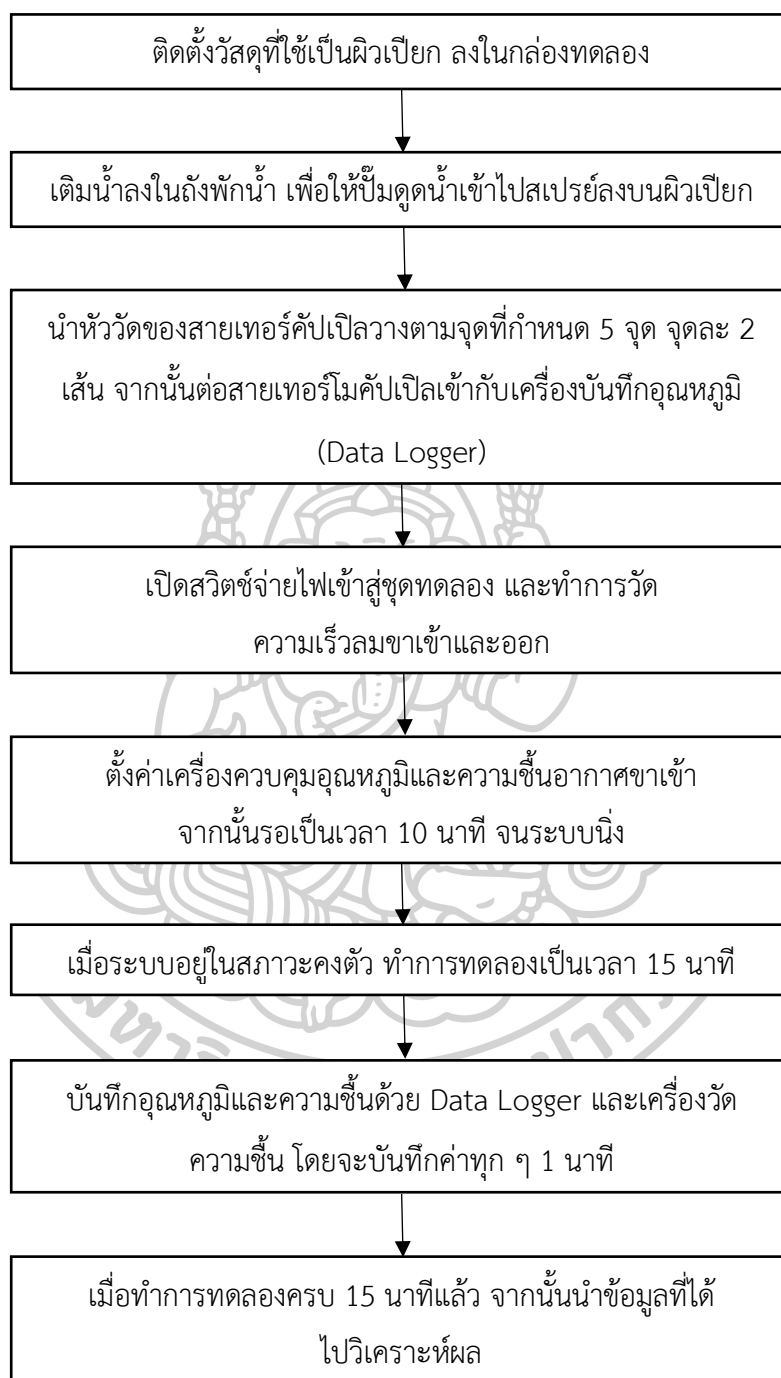 ติดตั้งวัสดุที่ใช้เป็นผิวเปียก ลงในกล่องทดลอง
เติมน้ำลงในถังพักน้ำ เพื่อให้ปั๊มดูดน้ำเข้าไปสเปรย์ลงบนผิวเปียก
นำหัววัดของสายเทอร์คัปเปิลวางตามจุดที่กำหนด 5 จุด จุดละ 2
เส้น จากนั้นต่อสายเทอร์โมคัปเปิลเข้ากับเครื่องบันทึกอุณหภูมิ
(Data Logger)
เปิดสวิตช์จ่ายไฟเข้าสู่ชุดทดลอง และทำการวัด
ความเร็วลมขาเข้าและออก
ตั้งค่าเครื่องควบคุมอุณหภูมิและความชื้นอากาศขาเข้า
จากนั้นรอเป็นเวลา 10 นาที จนระบบนิ่ง
เมื่อระบบอยู่ในสภาวะคงตัว ทำการทดลองเป็นเวลา 15 นาที
บันทึกอุณหภูมิและความชื้นด้วย Data Logger และเครื่องวัด
ความชื้น โดยจะบันทึกค่าทุก ๆ 1 นาที
เมื่อทำการทดลองครบ 15 นาทีแล้ว จากนั้นนำข้อมูลที่ได้
ไปวิเคราะห์ผล